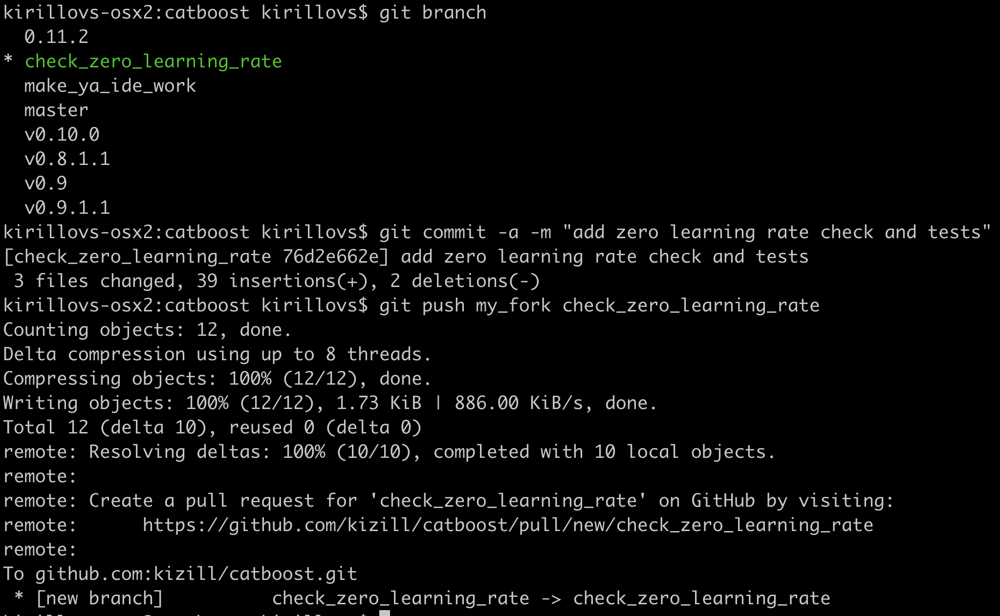 kirillovs-osx2:catboost kirillovs$ git branch
  0.11.2
* check_zero_learning_rate
  make_ya_ide_work
  master
  v0.10.0
  v0.8.1.1
  v0.9
  v0.9.1.1
kirillovs-osx2:catboost kirillovs$ git commit -a -m "add zero learning rate check and tests"
[check_zero_learning_rate 76d2e662e] add zero learning rate check and tests
 3 files changed, 39 insertions(+), 2 deletions(-)
kirillovs-osx2:catboost kirillovs$ git push my_fork check_zero_learning_rate
Counting objects: 12, done.
Delta compression using up to 8 threads.
Compressing objects: 100% (12/12), done.
Writing objects: 100% (12/12), 1.73 KiB | 886.00 KiB/s, done.
Total 12 (delta 10), reused 0 (delta 0)
remote: Resolving deltas: 100% (10/10), completed with 10 local objects.
remote:
remote: Create a pull request for 'check_zero_learning_rate' on GitHub by visiting:
remote:      https://github.com/kizill/catboost/pull/new/check_zero_learning_rate
remote:
To github.com:kizill/catboost.git
 * [new branch]          check_zero_learning_rate -> check_zero_learning_rate